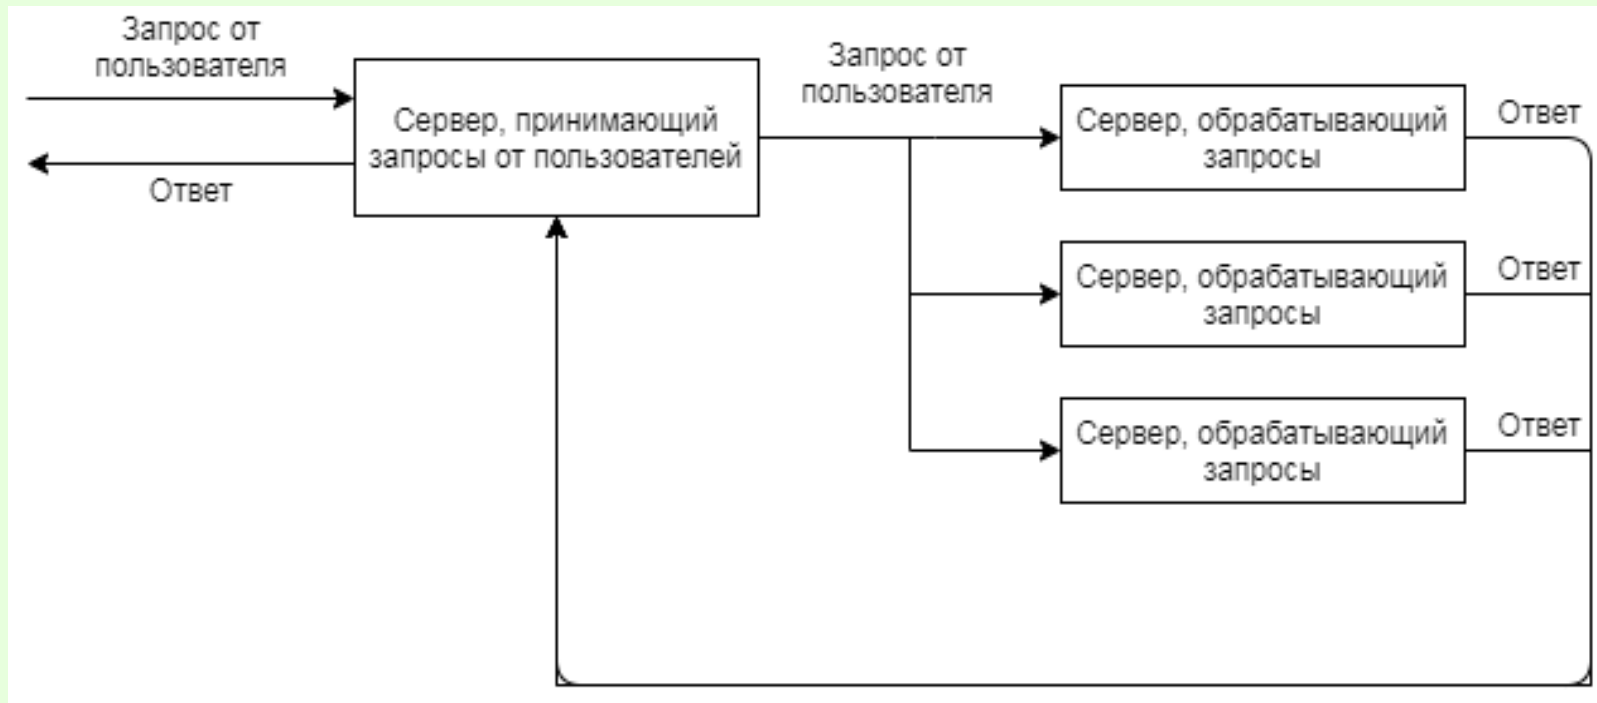 Запрос от
пользователя
Сервер, принимающий
запросы от пользователей
Ответ
Запрос от
пользователя
Сервер, обрабатывающий
запросы
Ответ
Сервер, обрабатывающий
запросы
Ответ
Сервер, обрабатывающий
запросы
Ответ